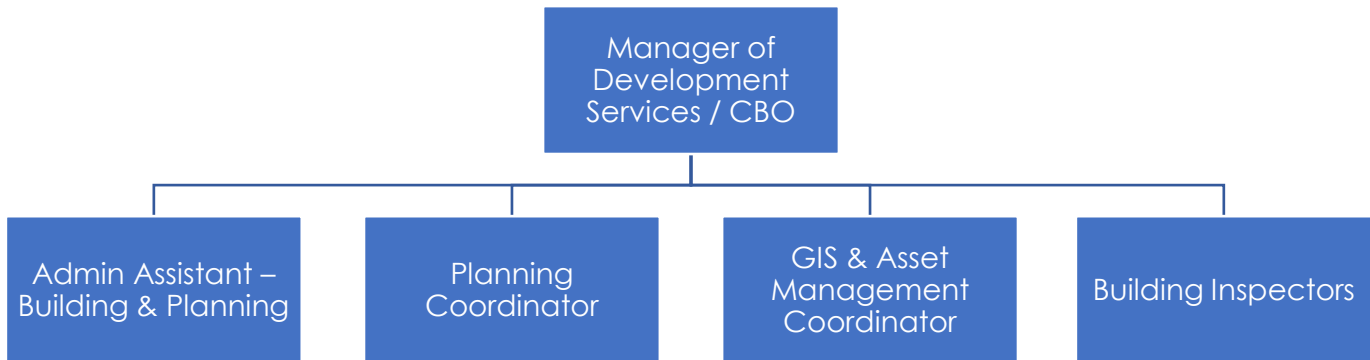 Manager of
Development
Services / CBO
Admin Assistant –
Building & Planning
Planning
Coordinator
GIS & Asset
Management
Coordinator
Building Inspectors